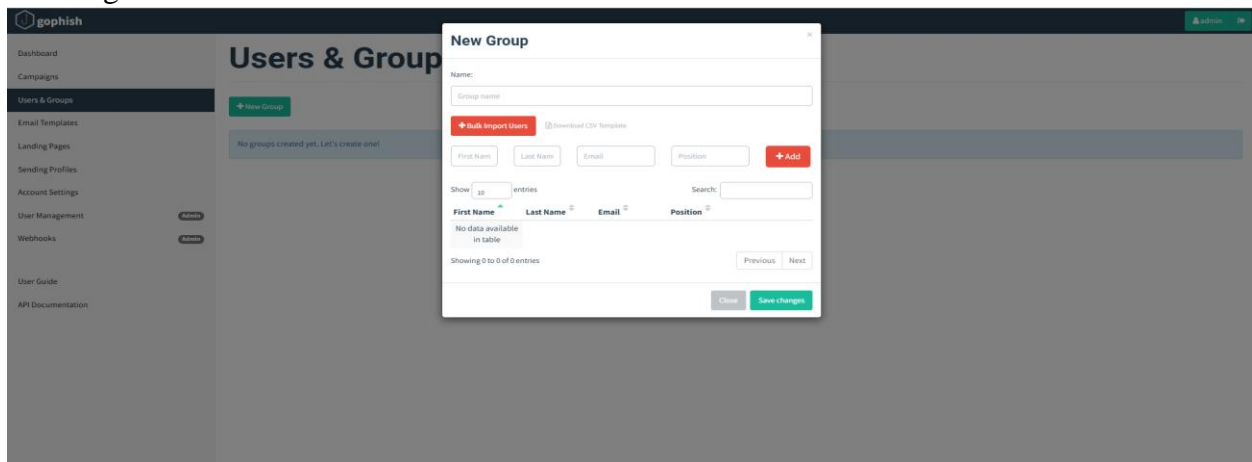 gophish
admin
Dashboard
Campaigns
Users & Groups
Email Templates
Landing Pages
Sending Profiles
Account Settings
User Management Admin
Webhooks Admin
User Guide
API Documentation
Users & Group
+ New Group
No groups created yet. Let's create one!
New Group
×
Name:
Group name
+ Bulk Import Users Download CSV Template
First Nam Last Nam Email Position + Add
Show 10 entries Search:
First Name Last Name Email Position
No data available
in table
Showing 0 to 0 of 0 entries Previous Next
Close Save changes